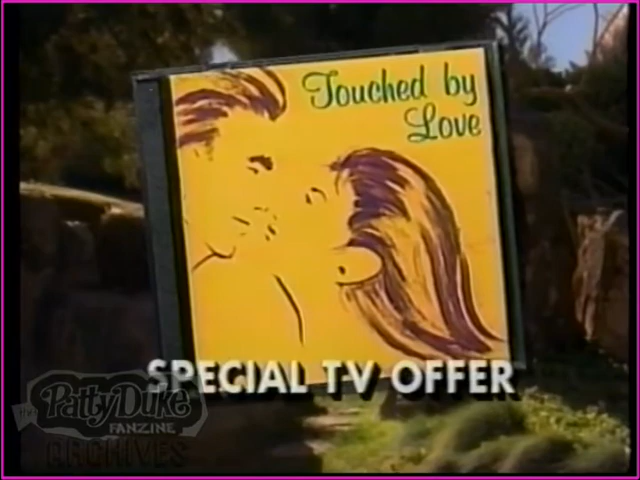 Touched by
Love
SPECIAL TV OFFER
the
Patty Duke
FANZINE
ARCHIVES